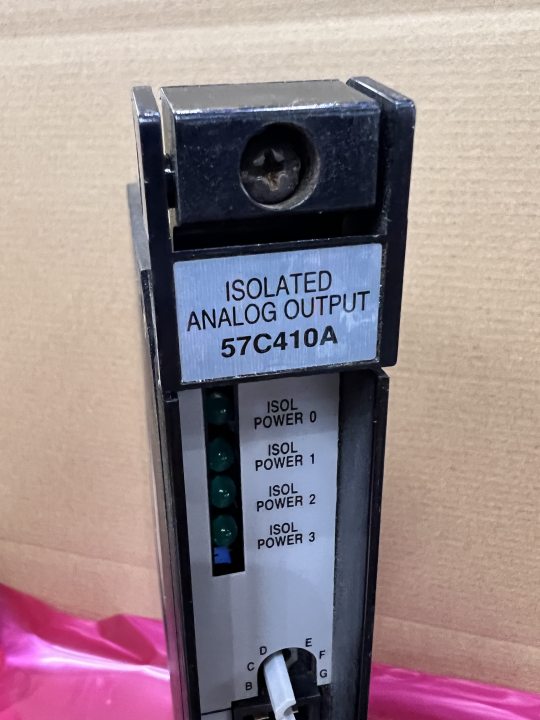 ISOLATED
ANALOG OUTPUT
57C410A
ISOL
POWER 0
ISOL
POWER 1
ISOL
POWER 2
ISOL
POWER 3
D E
C F
B G